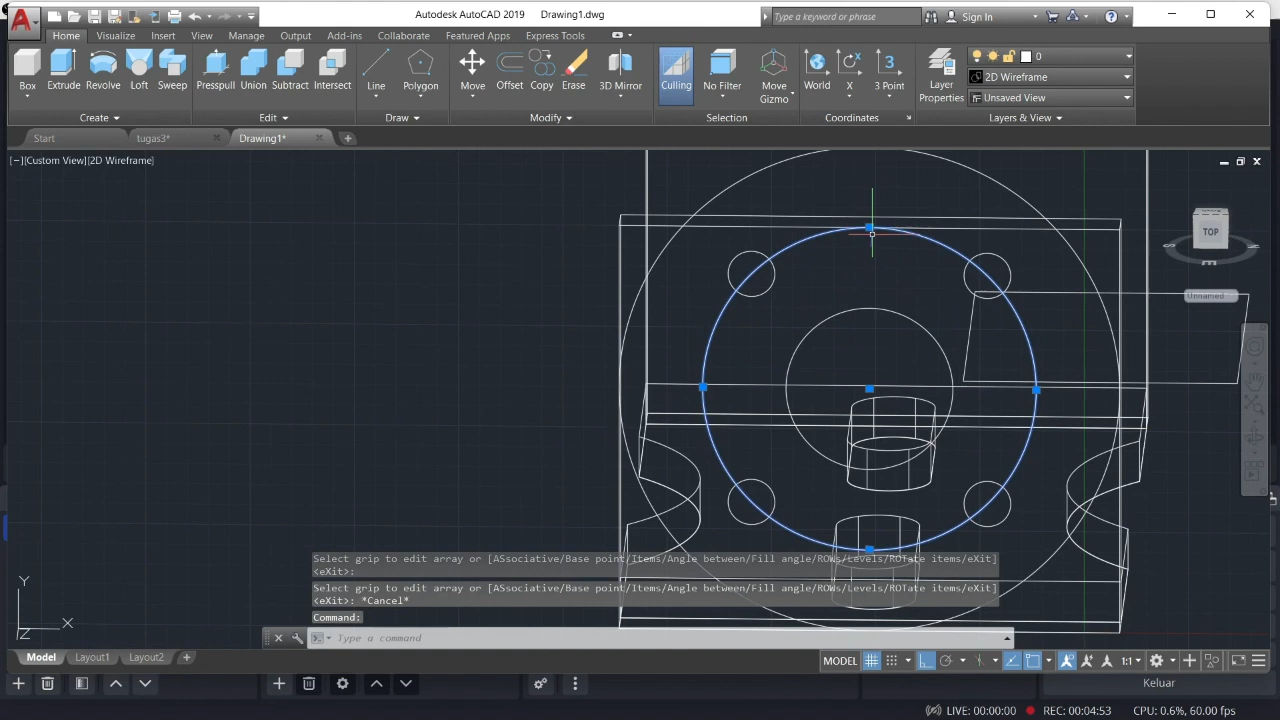 Autodesk AutoCAD 2019 Drawing1.dwg
Type a keyword or phrase
Sign In
Home Visualize Insert View Manage Output Add-ins Collaborate Featured Apps Express Tools
0
2D Wireframe
Unsaved View
Box Extrude Revolve Loft Sweep Presspull Union Subtract Intersect Line Polygon Move Offset Copy Erase 3D Mirror Culling No Filter Move Gizmo World X 3 Point Layer Properties
Create Edit Draw Modify Selection Coordinates Layers & View
Start tugas3* Drawing1*
[−][Custom View][2D Wireframe]
TOP
S
N
E
Unnamed
Select grip to edit array or [ASsociative/Base point/Items/Angle between/Fill angle/ROWs/Levels/ROTate items/eXit]
<eXit>:
Select grip to edit array or [ASsociative/Base point/Items/Angle between/Fill angle/ROWs/Levels/ROTate items/eXit]
<eXit>: *Cancel*
Command:
Type a command
Y
X
Z
Model Layout1 Layout2
MODEL 1:1
Keluar
LIVE: 00:00:00 REC: 00:04:53 CPU: 0.6%, 60.00 fps